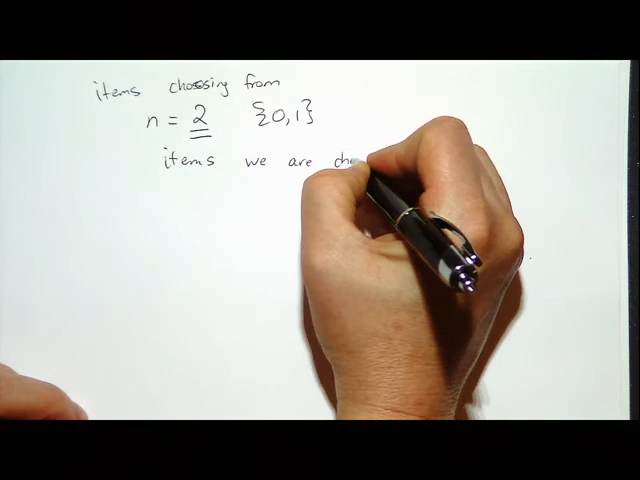 items choosing from
n = 2 {0,1}
items we are